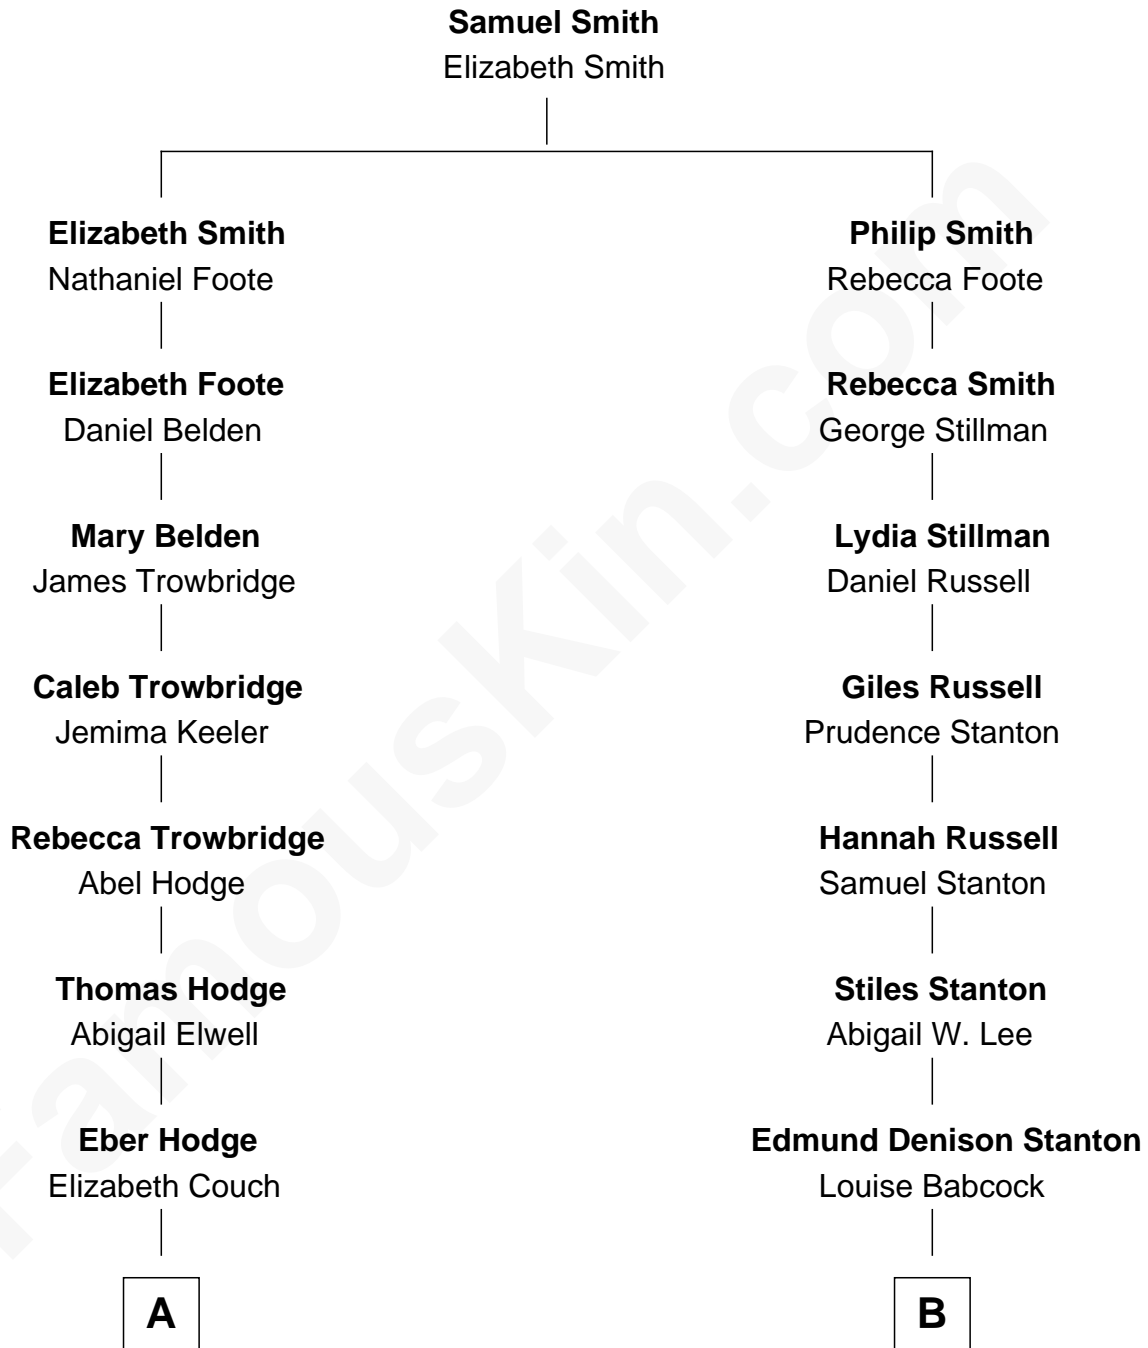 Samuel Smith
Elizabeth Smith
Elizabeth Smith
Nathaniel Foote
Philip Smith
Rebecca Foote
Elizabeth Foote
Daniel Belden
Rebecca Smith
George Stillman
Mary Belden
James Trowbridge
Lydia Stillman
Daniel Russell
Caleb Trowbridge
Jemima Keeler
Giles Russell
Prudence Stanton
Rebecca Trowbridge
Abel Hodge
Hannah Russell
Samuel Stanton
Thomas Hodge
Abigail Elwell
Stiles Stanton
Abigail W. Lee
Eber Hodge
Elizabeth Couch
Edmund Denison Stanton
Louise Babcock
A
B
FamousKin.com